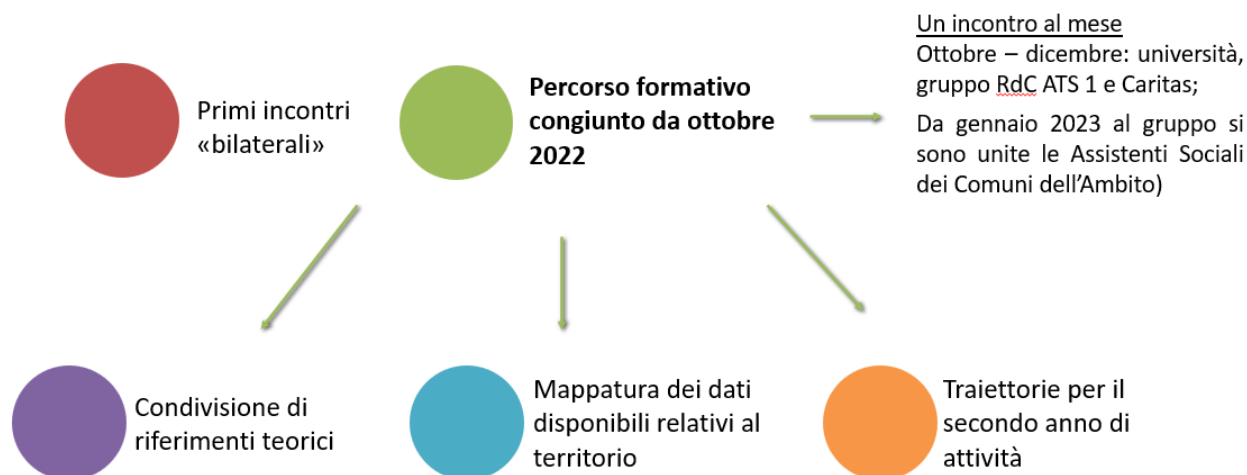 Primi incontri
«bilaterali»
Percorso formativo
congiunto da ottobre
2022
Un incontro al mese
Ottobre – dicembre: università,
gruppo RdC ATS 1 e Caritas;
Da gennaio 2023 al gruppo si
sono unite le Assistenti Sociali
dei Comuni dell’Ambito)
Condivisione di
riferimenti teorici
Mappatura dei dati
disponibili relativi al
territorio
Traiettorie per il
secondo anno di
attività